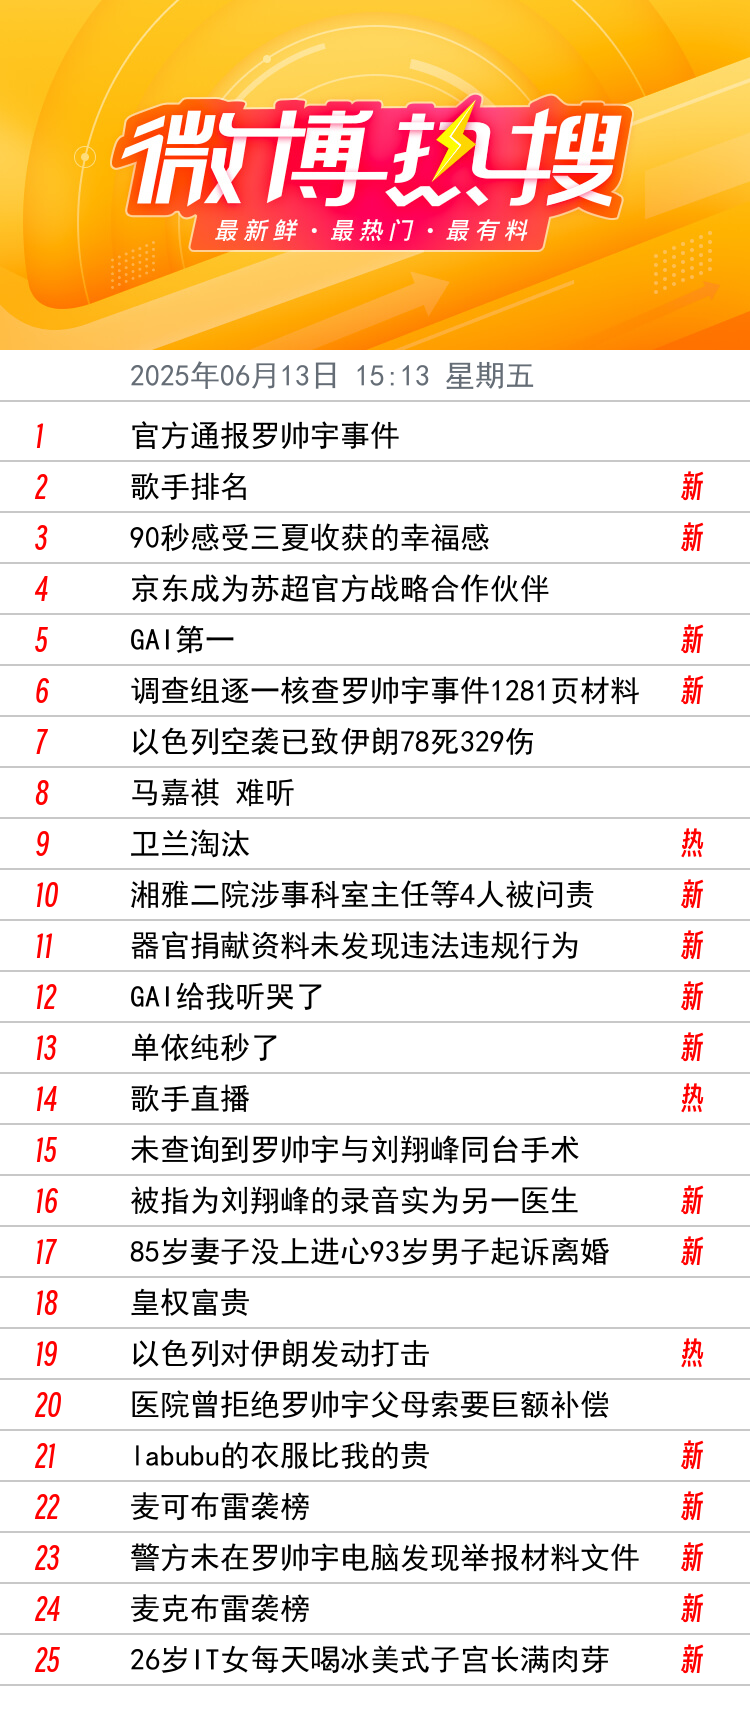 微博热搜
最新鲜·最热门·最有料
2025年06月13日 15:13 星期五
1 官方通报罗帅宇事件
2 歌手排名 新
3 90秒感受三夏收获的幸福感 新
4 京东成为苏超官方战略合作伙伴
5 GAI第一 新
6 调查组逐一核查罗帅宇事件1281页材料 新
7 以色列空袭已致伊朗78死329伤
8 马嘉祺 难听
9 卫兰淘汰 热
10 湘雅二院涉事科室主任等4人被问责 新
11 器官捐献资料未发现违法违规行为 新
12 GAI给我听哭了 新
13 单依纯秒了 新
14 歌手直播 热
15 未查询到罗帅宇与刘翔峰同台手术
16 被指为刘翔峰的录音实为另一医生 新
17 85岁妻子没上进心93岁男子起诉离婚 新
18 皇权富贵
19 以色列对伊朗发动打击 热
20 医院曾拒绝罗帅宇父母索要巨额补偿
21 labubu的衣服比我的贵 新
22 麦可布雷袭榜 新
23 警方未在罗帅宇电脑发现举报材料文件 新
24 麦克布雷袭榜 新
25 26岁IT女每天喝冰美式子宫长满肉芽 新